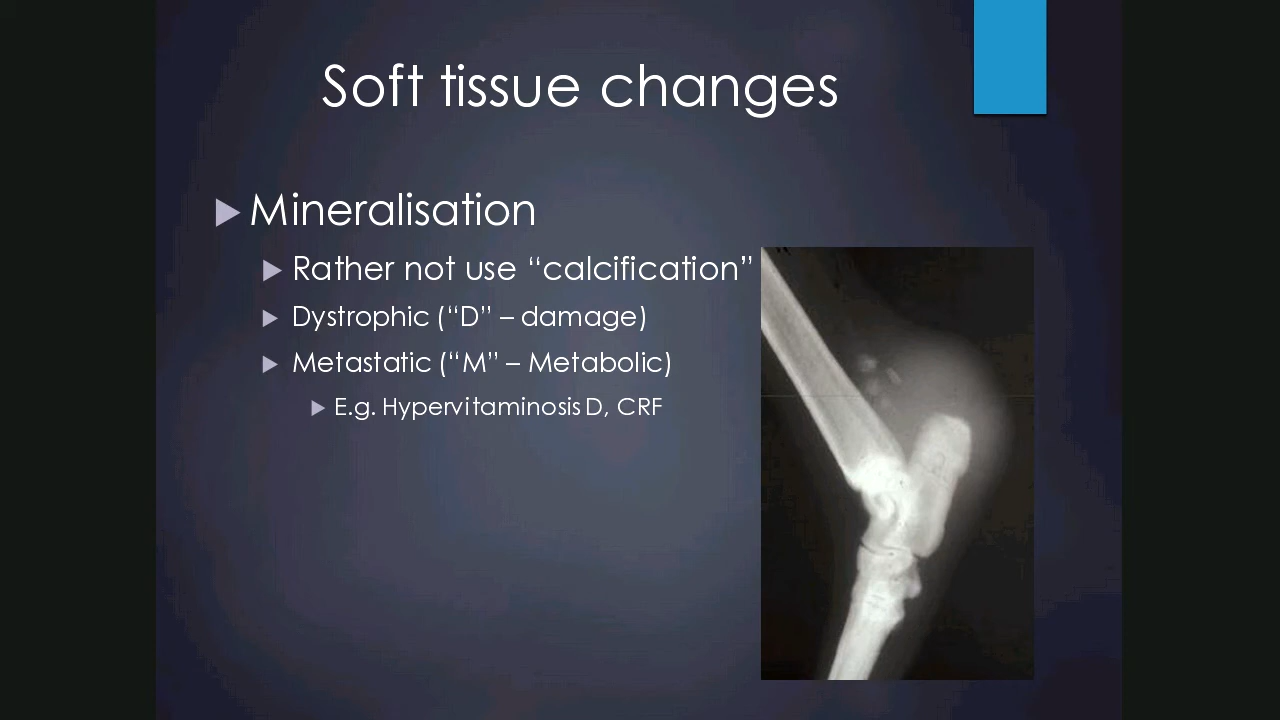 Soft tissue changes
Mineralisation
Rather not use “calcification”
Dystrophic (“D” – damage)
Metastatic (“M” – Metabolic)
E.g. Hypervitaminosis D, CRF